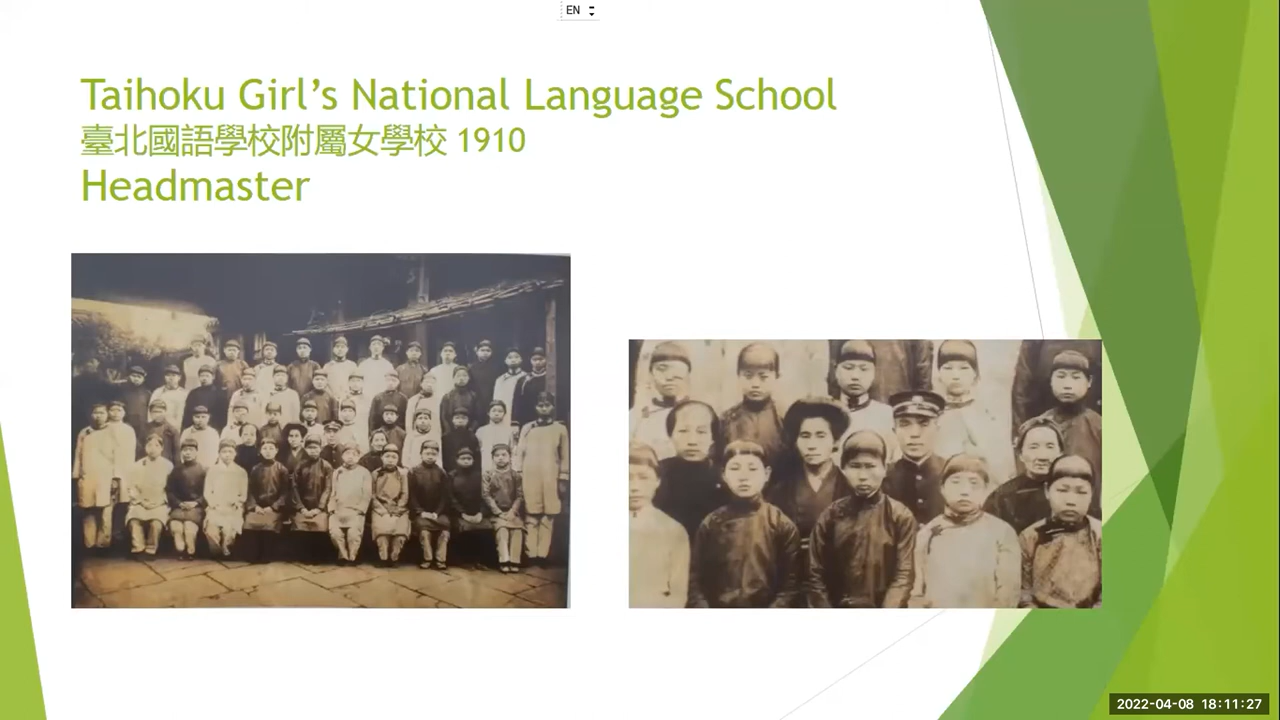 EN
Taihoku Girl’s National Language School
臺北國語學校附屬女學校 1910
Headmaster
2022-04-08 18:11:27